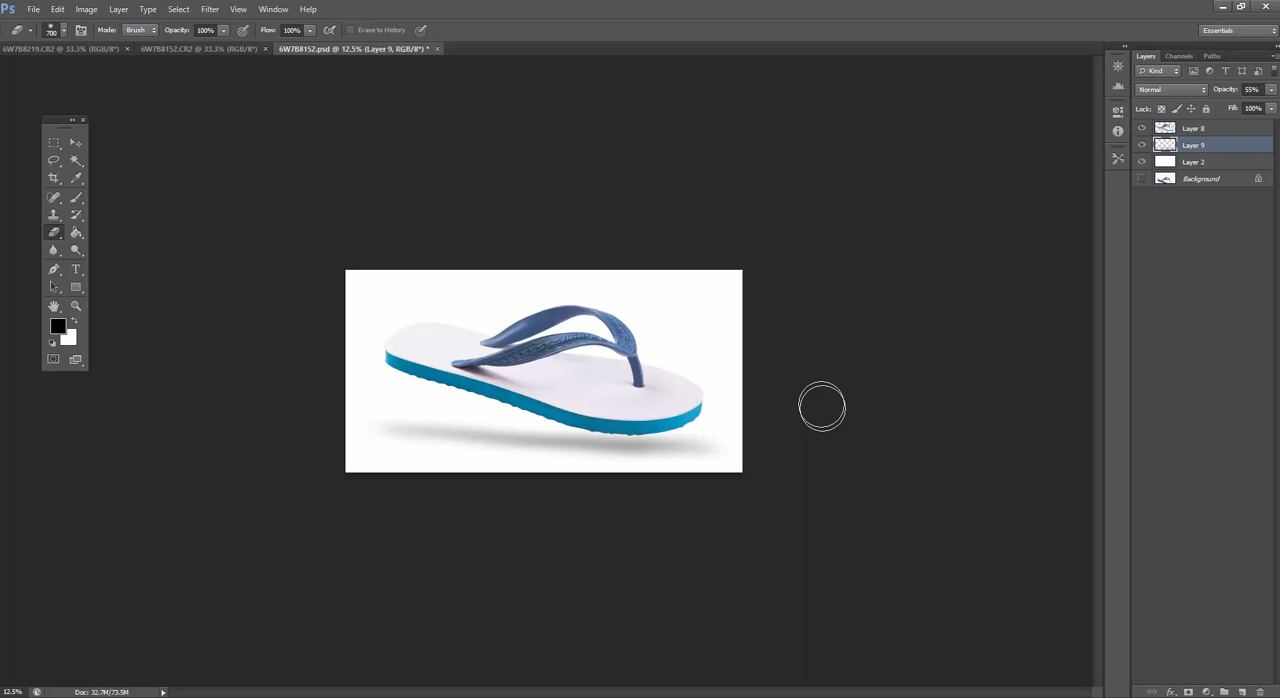 Ps File Edit Image Layer Type Select Filter View Window Help
700 Mode: Brush Opacity: 100% Flow: 100% Erase to History Essentials
6W7B8219.CR2 @ 33.3% (RGB/8*) × 6W7B8152.CR2 @ 33.3% (RGB/8*) × 6W7B8152.psd @ 12.5% (Layer 9, RGB/8*) * ×
Layers Channels Paths
Kind
Normal Opacity: 55%
Lock: Fill: 100%
Layer 8
Layer 9
Layer 2
Background
12.5% Doc: 32.7M/73.5M